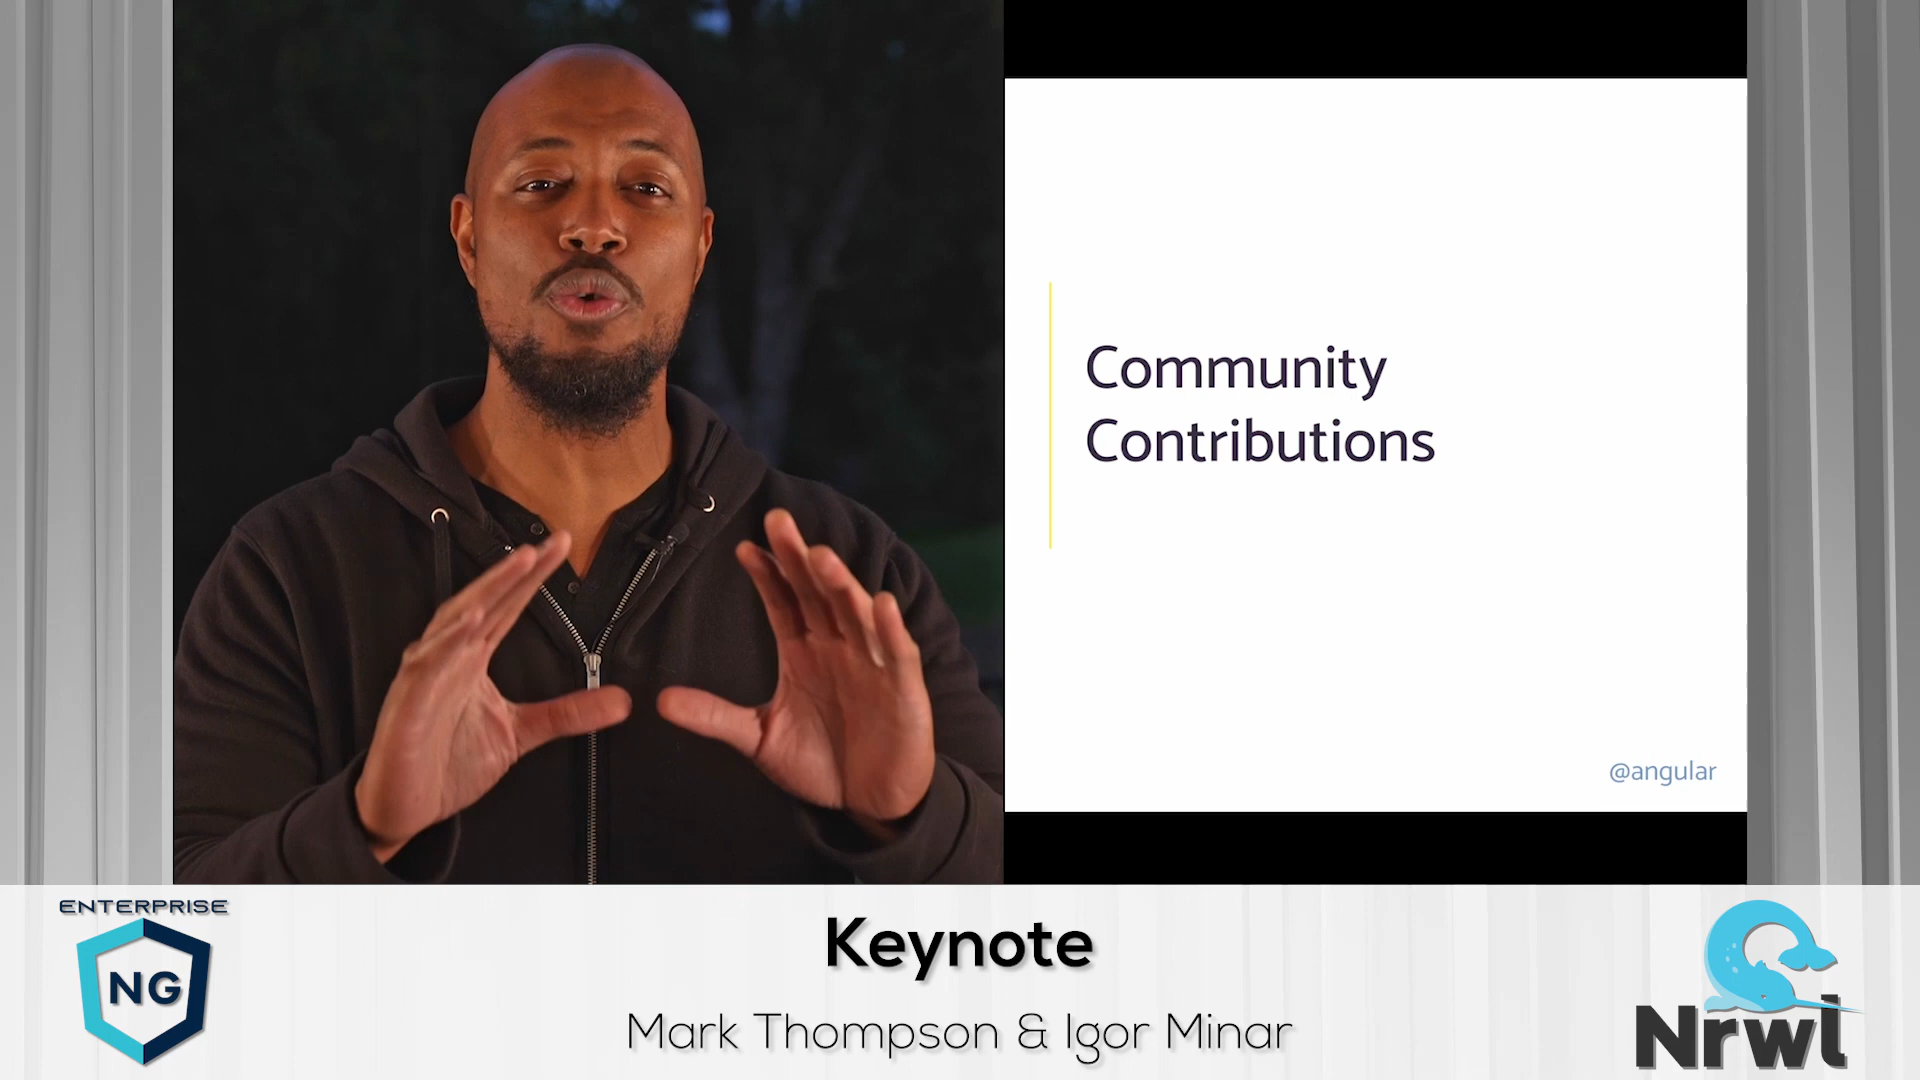 Community
Contributions
@angular
ENTERPRISE
NG
Keynote
Mark Thompson & Igor Minar
Nrwl